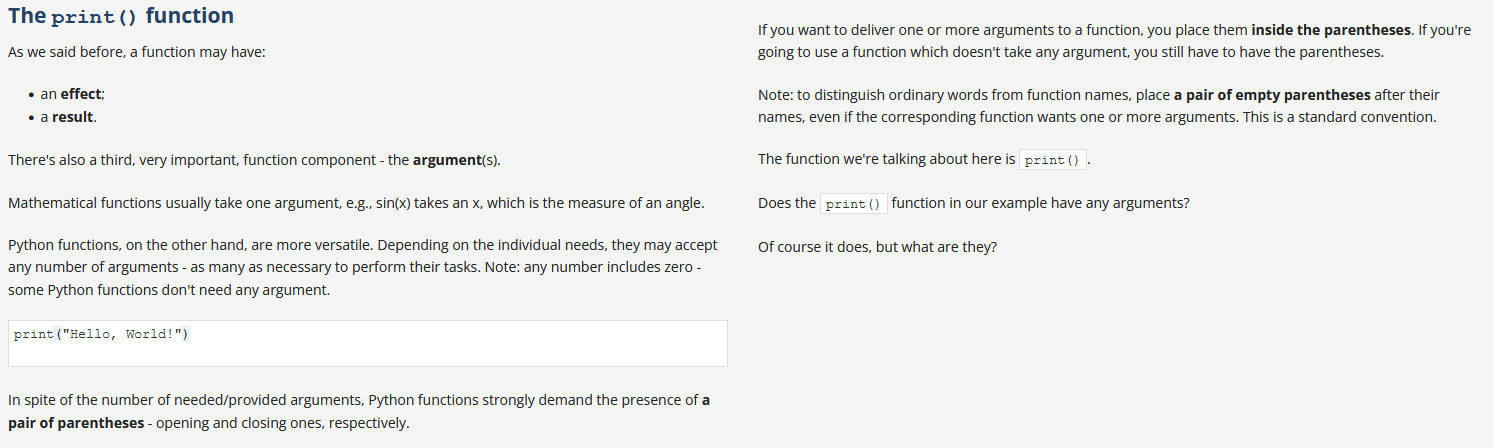 The print() function
As we said before, a function may have:
• an effect;
• a result.
There's also a third, very important, function component - the argument(s).
Mathematical functions usually take one argument, e.g., sin(x) takes an x, which is the measure of an angle.
Python functions, on the other hand, are more versatile. Depending on the individual needs, they may accept
any number of arguments - as many as necessary to perform their tasks. Note: any number includes zero -
some Python functions don't need any argument.
print("Hello, World!")
In spite of the number of needed/provided arguments, Python functions strongly demand the presence of a
pair of parentheses - opening and closing ones, respectively.
If you want to deliver one or more arguments to a function, you place them inside the parentheses. If you're
going to use a function which doesn't take any argument, you still have to have the parentheses.
Note: to distinguish ordinary words from function names, place a pair of empty parentheses after their
names, even if the corresponding function wants one or more arguments. This is a standard convention.
The function we're talking about here is print().
Does the print() function in our example have any arguments?
Of course it does, but what are they?